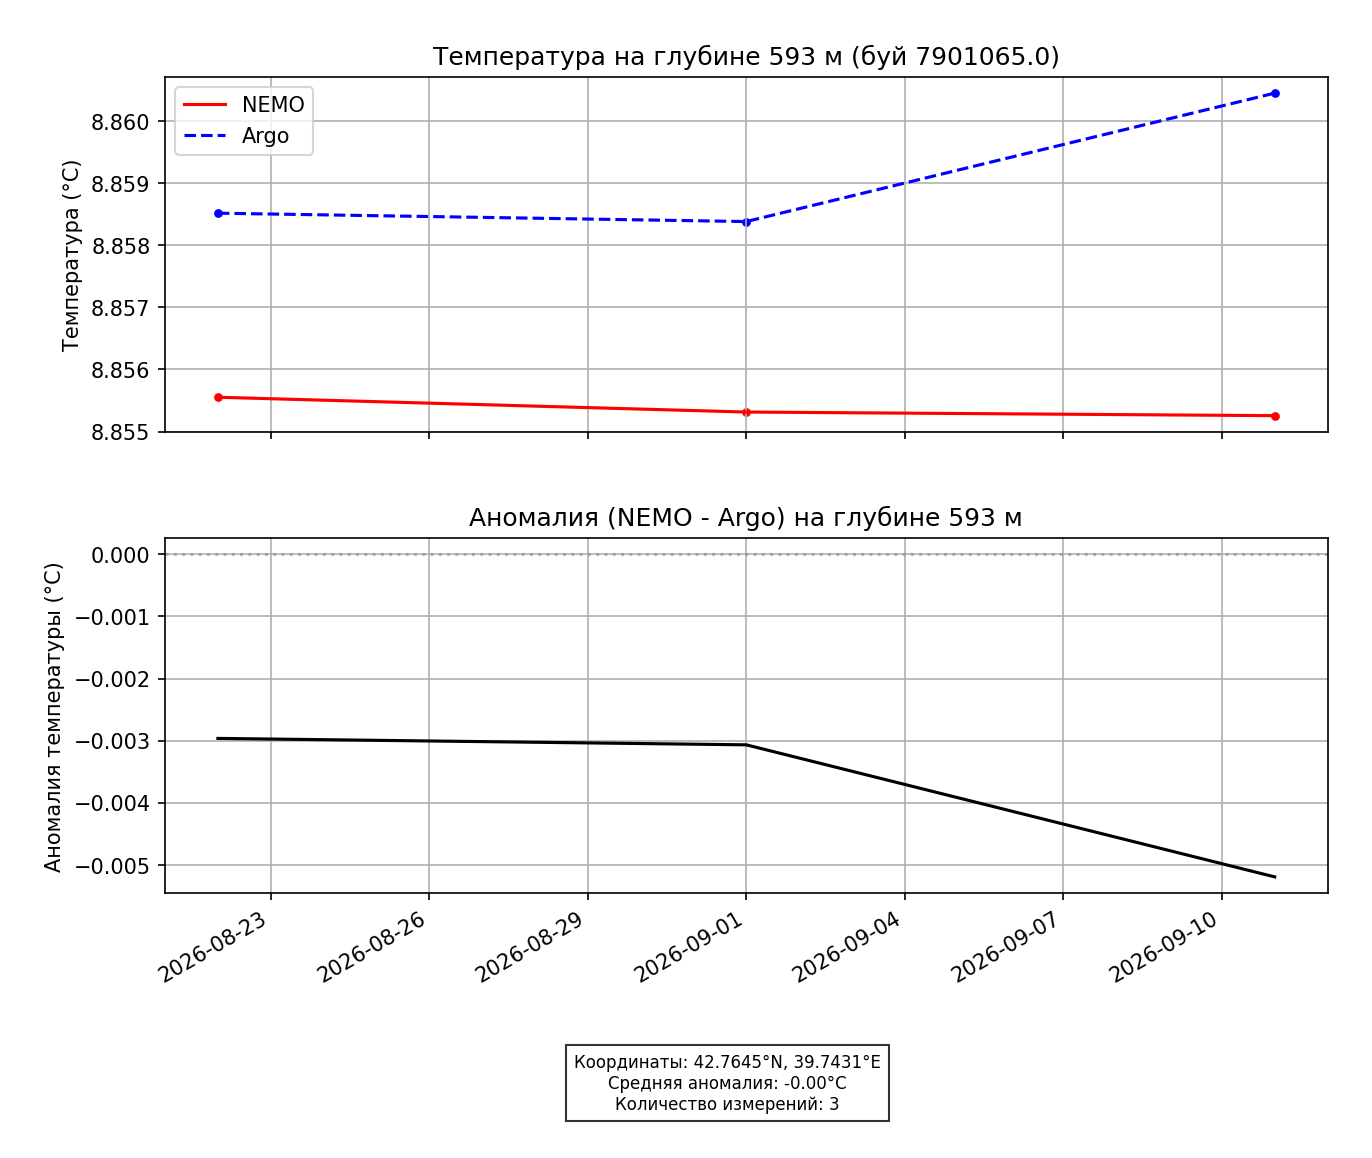 Температура на глубине 593 м (буй 7901065.0)
NEMO
Argo
Температура (°C)
8.860
8.859
8.858
8.857
8.856
8.855
Аномалия (NEMO - Argo) на глубине 593 м
Аномалия температуры (°C)
0.000
−0.001
−0.002
−0.003
−0.004
−0.005
2026-08-23
2026-08-26
2026-08-29
2026-09-01
2026-09-04
2026-09-07
2026-09-10
Координаты: 42.7645°N, 39.7431°E
Средняя аномалия: -0.00°C
Количество измерений: 3